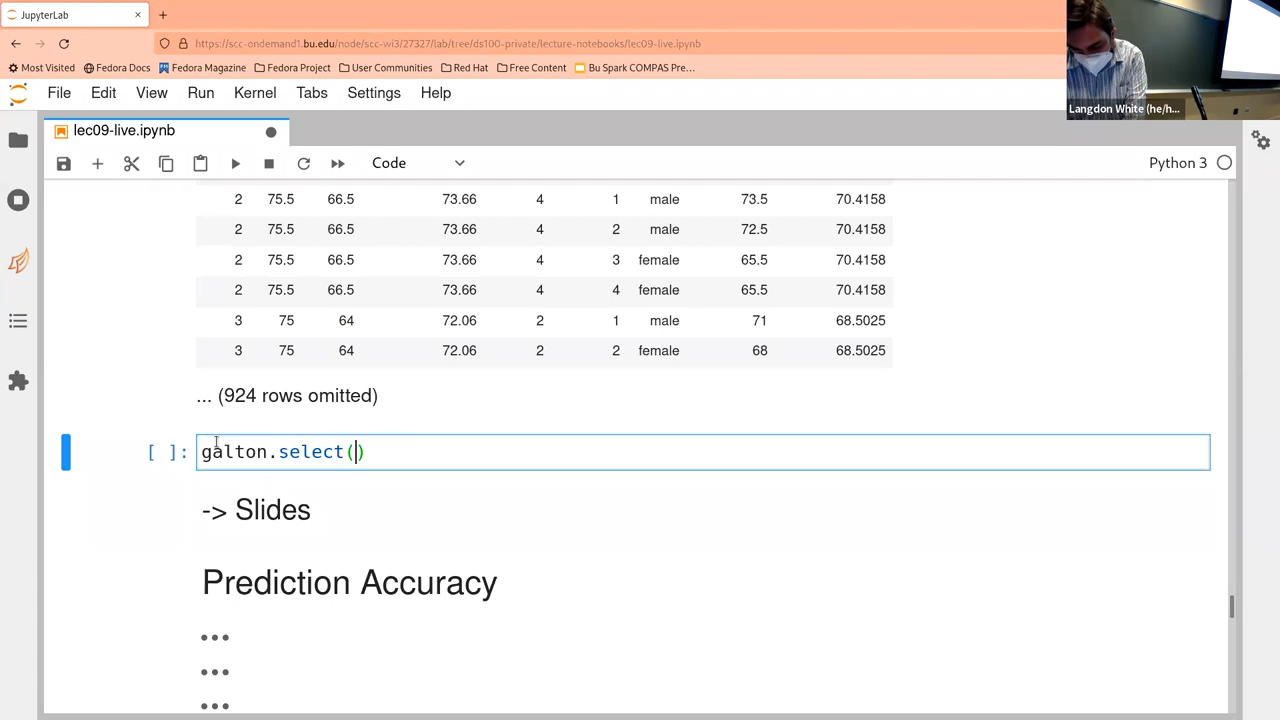 JupyterLab
https://scc-ondemand1.bu.edu/node/scc-wi3/27327/lab/tree/ds100-private/lecture-notebooks/lec09-live.ipynb
Most Visited Fedora Docs Fedora Magazine Fedora Project User Communities Red Hat Free Content Bu Spark COMPAS Pre…
Langdon White (he/h...
File Edit View Run Kernel Tabs Settings Help
lec09-live.ipynb
Code Python 3
2 75.5 66.5 73.66 4 1 male 73.5 70.4158
2 75.5 66.5 73.66 4 2 male 72.5 70.4158
2 75.5 66.5 73.66 4 3 female 65.5 70.4158
2 75.5 66.5 73.66 4 4 female 65.5 70.4158
3 75 64 72.06 2 1 male 71 68.5025
3 75 64 72.06 2 2 female 68 68.5025
... (924 rows omitted)
[ ]: galton.select()
-> Slides
Prediction Accuracy